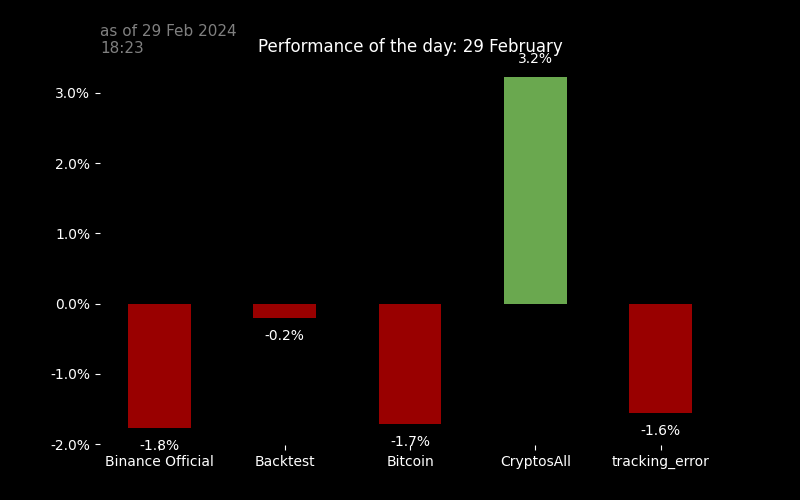 as of 29 Feb 2024
18:23
Performance of the day: 29 February
3.2%
3.0%
2.0%
1.0%
0.0%
-0.2%
-1.0%
-1.6%
-1.7%
-1.8%
-2.0%
Binance Official
Backtest
Bitcoin
CryptosAll
tracking_error